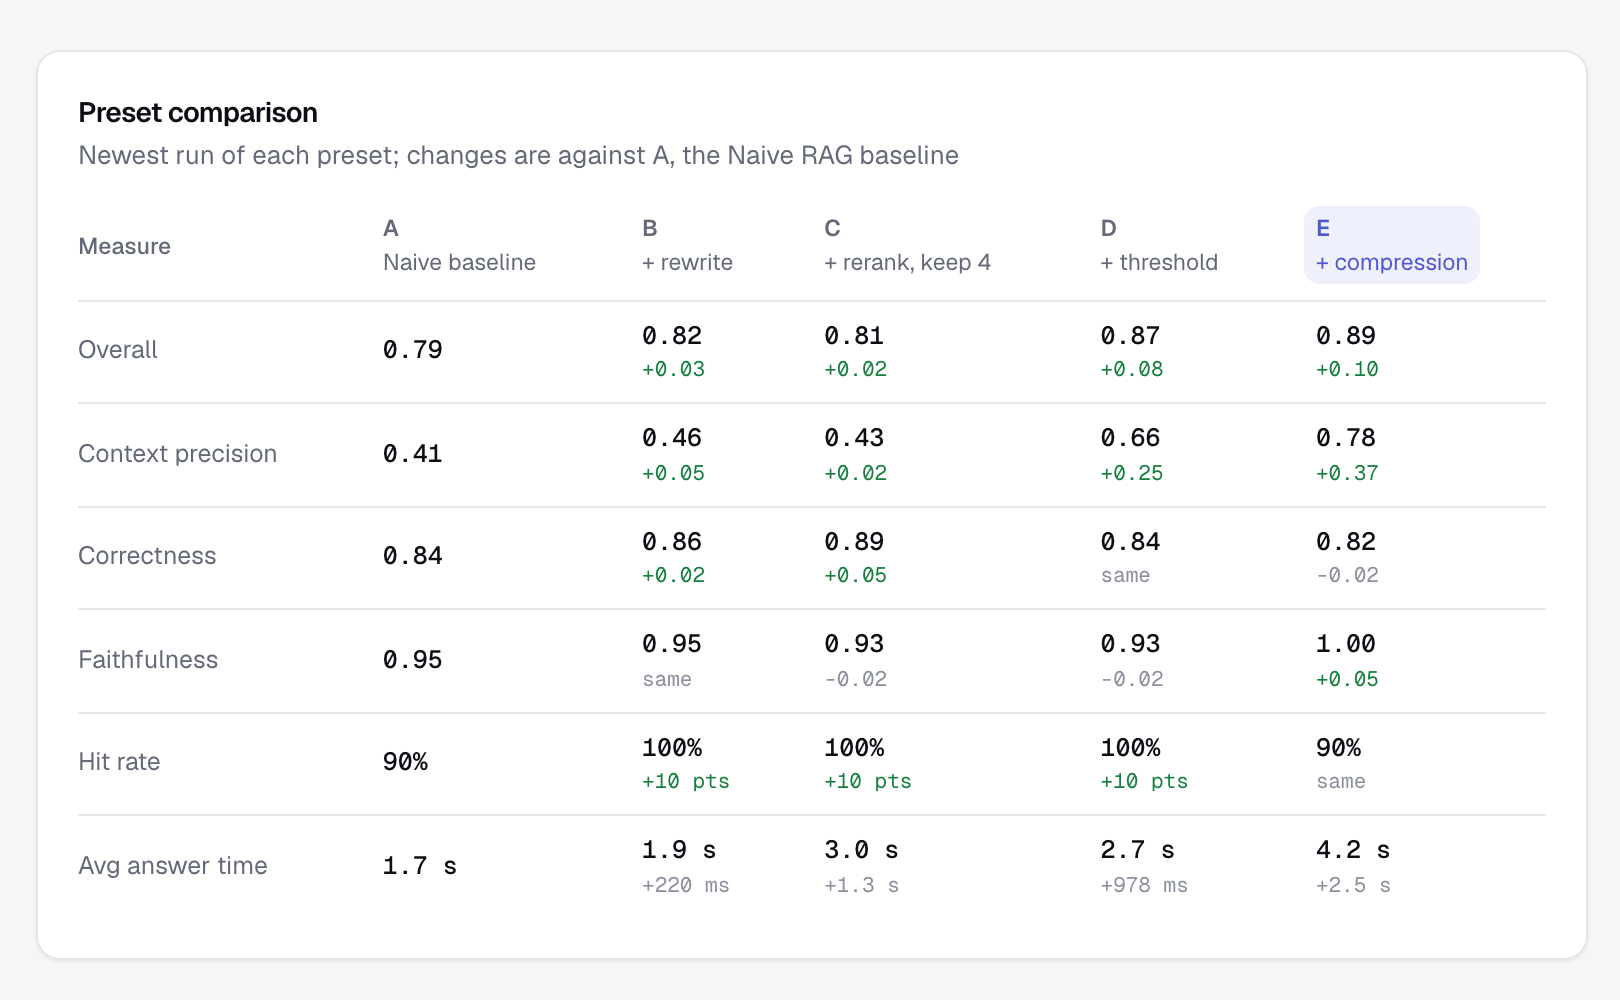 Preset comparison
Newest run of each preset; changes are against A, the Naive RAG baseline
Measure
A
Naive baseline
B
+ rewrite
C
+ rerank, keep 4
D
+ threshold
E
+ compression
Overall
0.79
0.82
+0.03
0.81
+0.02
0.87
+0.08
0.89
+0.10
Context precision
0.41
0.46
+0.05
0.43
+0.02
0.66
+0.25
0.78
+0.37
Correctness
0.84
0.86
+0.02
0.89
+0.05
0.84
same
0.82
-0.02
Faithfulness
0.95
0.95
same
0.93
-0.02
0.93
-0.02
1.00
+0.05
Hit rate
90%
100%
+10 pts
100%
+10 pts
100%
+10 pts
90%
same
Avg answer time
1.7 s
1.9 s
+220 ms
3.0 s
+1.3 s
2.7 s
+978 ms
4.2 s
+2.5 s